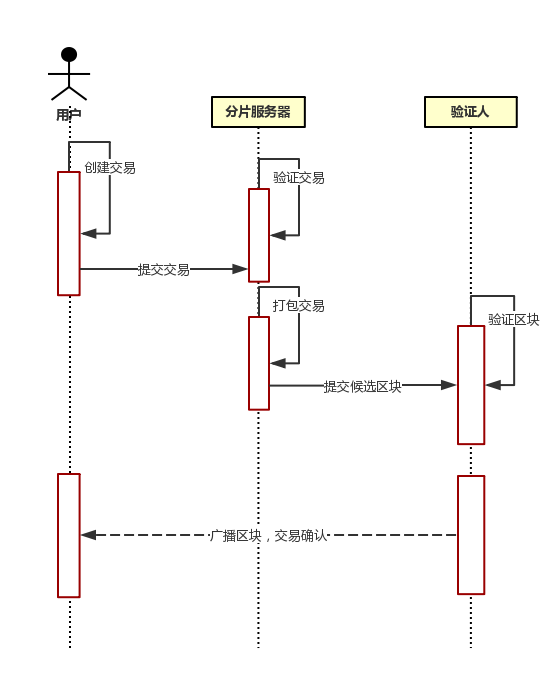 用户
分片服务器
验证人
创建交易
验证交易
提交交易
打包交易
验证区块
提交候选区块
广播区块，交易确认